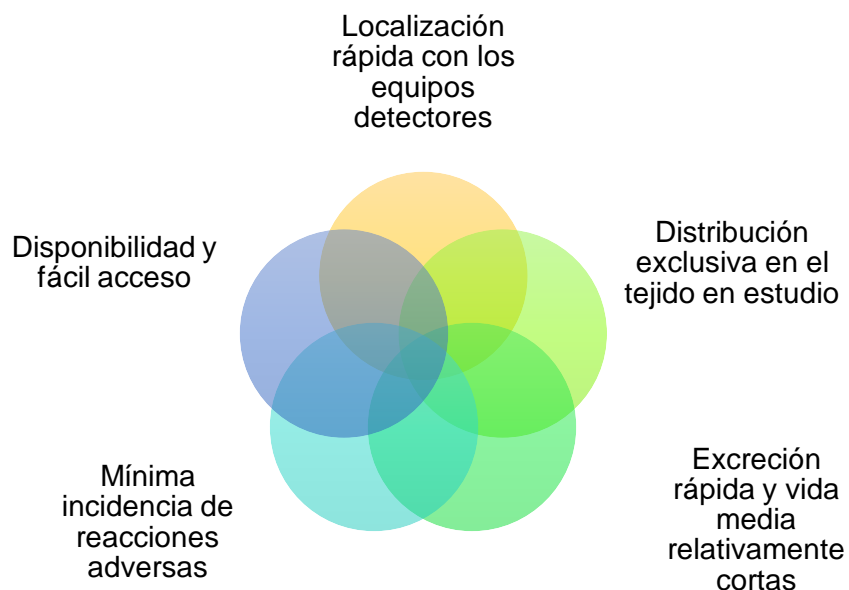 Localización
rápida con los
equipos
detectores
Distribución
exclusiva en el
tejido en estudio
Excreción
rápida y vida
media
relativamente
cortas
Mínima
incidencia de
reacciones
adversas
Disponibilidad y
fácil acceso